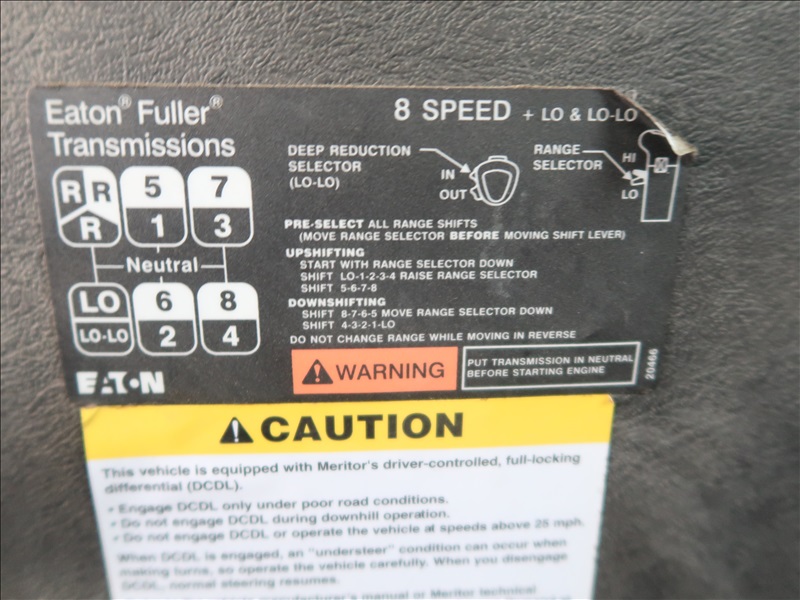 Eaton® Fuller®
Transmissions
8 SPEED + LO & LO-LO
R R
R
5 7
1 3
Neutral
LO 6 8
LO-LO 2 4
EATON
DEEP REDUCTION
SELECTOR
(LO-LO)
IN
OUT
RANGE
SELECTOR
HI
LO
PRE-SELECT ALL RANGE SHIFTS
(MOVE RANGE SELECTOR BEFORE MOVING SHIFT LEVER)
UPSHIFTING
START WITH RANGE SELECTOR DOWN
SHIFT LO-1-2-3-4 RAISE RANGE SELECTOR
SHIFT 5-6-7-8
DOWNSHIFTING
SHIFT 8-7-6-5 MOVE RANGE SELECTOR DOWN
SHIFT 4-3-2-1-LO
DO NOT CHANGE RANGE WHILE MOVING IN REVERSE
WARNING
PUT TRANSMISSION IN NEUTRAL
BEFORE STARTING ENGINE
20466
CAUTION
This vehicle is equipped with Meritor's driver-controlled, full-locking
differential (DCDL).
• Engage DCDL only under poor road conditions.
• Do not engage DCDL during downhill operation.
• Do not engage DCDL or operate the vehicle at speeds above 25 mph.
When DCDL is engaged, an "understeer" condition can occur when
making turns, so operate the vehicle carefully. When you disengage
DCDL, normal steering resumes.
manufacturer's manual or Meritor technical